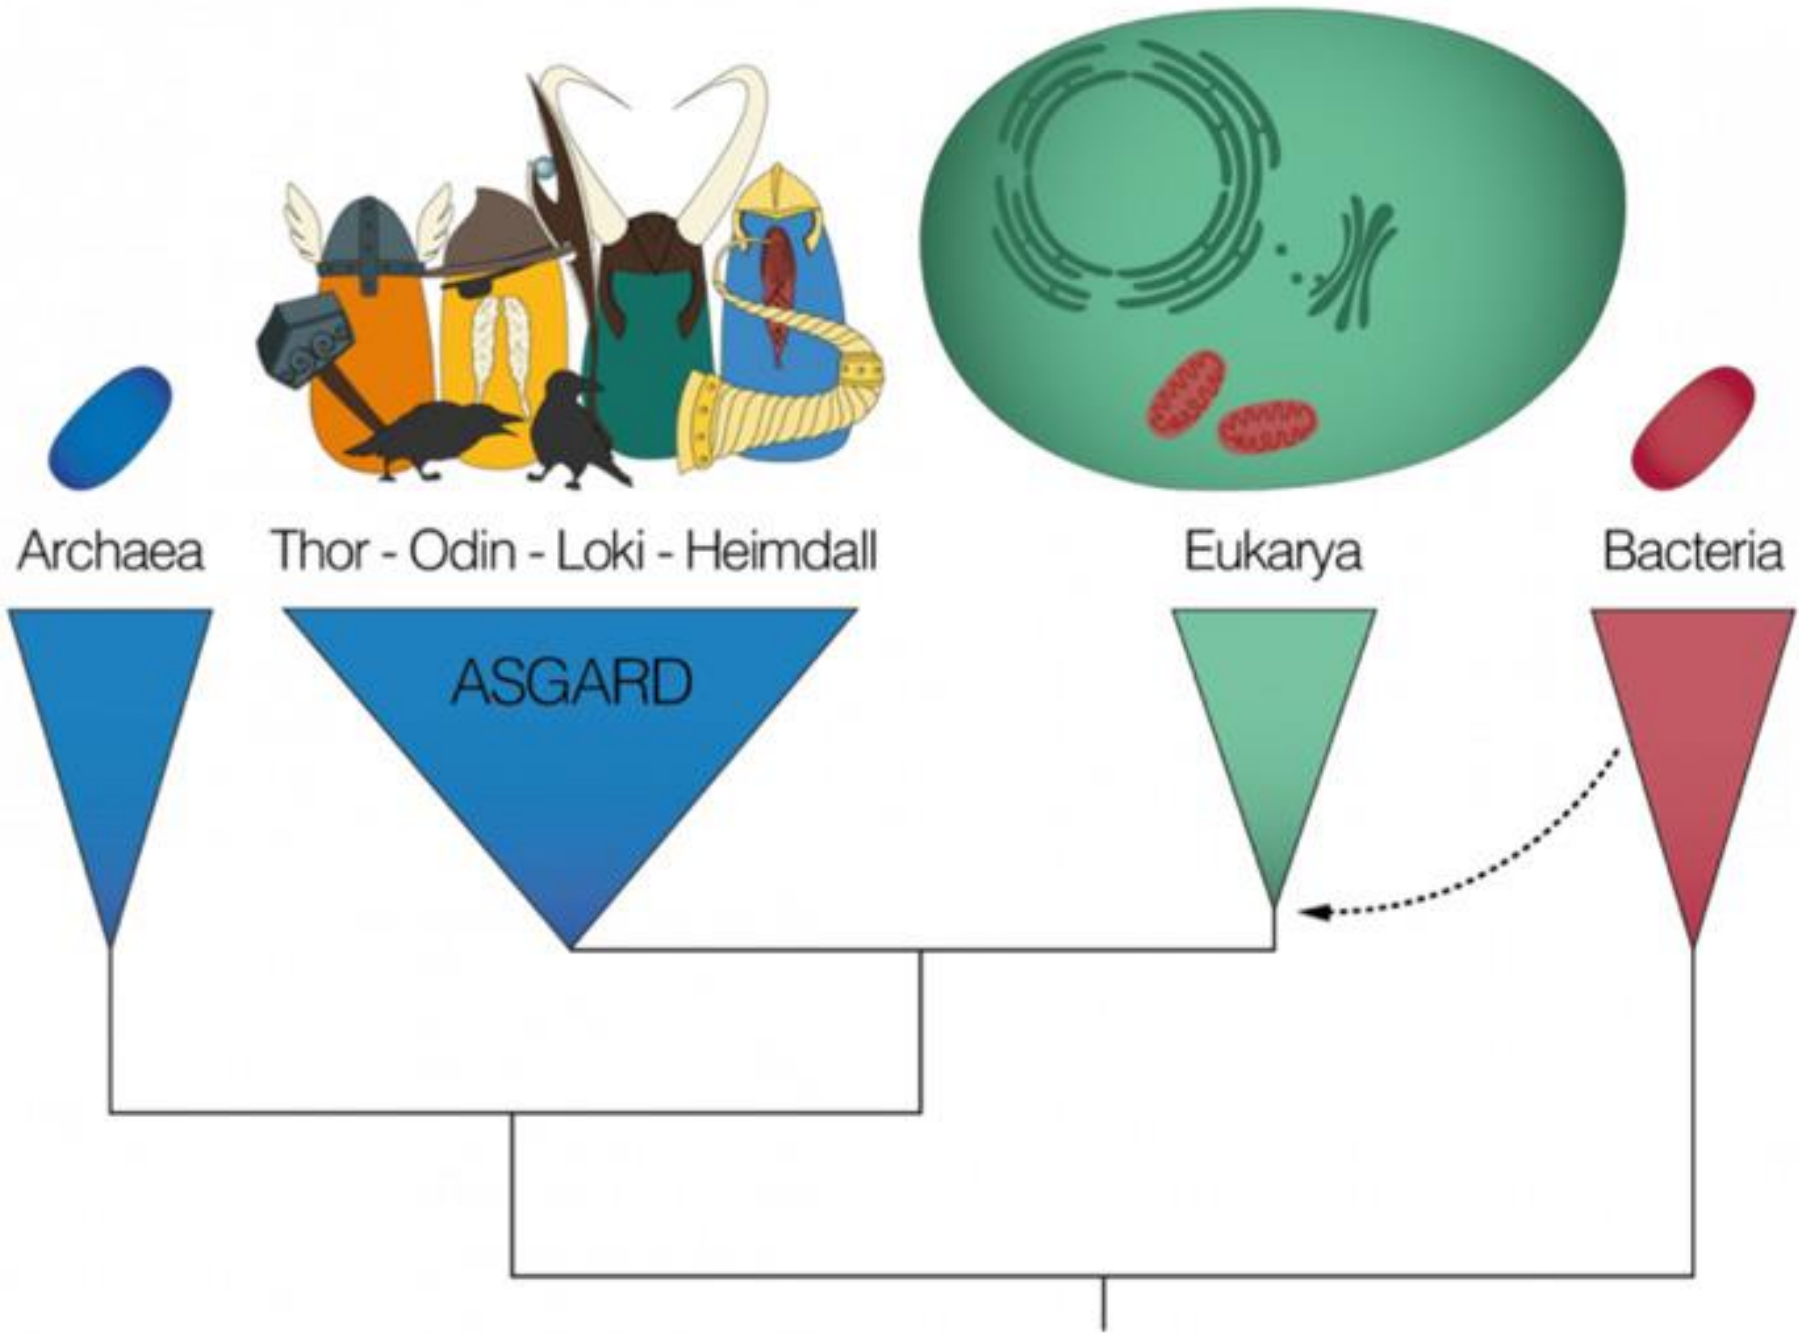 Archaea
Thor - Odin - Loki - Heimdall
Eukarya
Bacteria
ASGARD